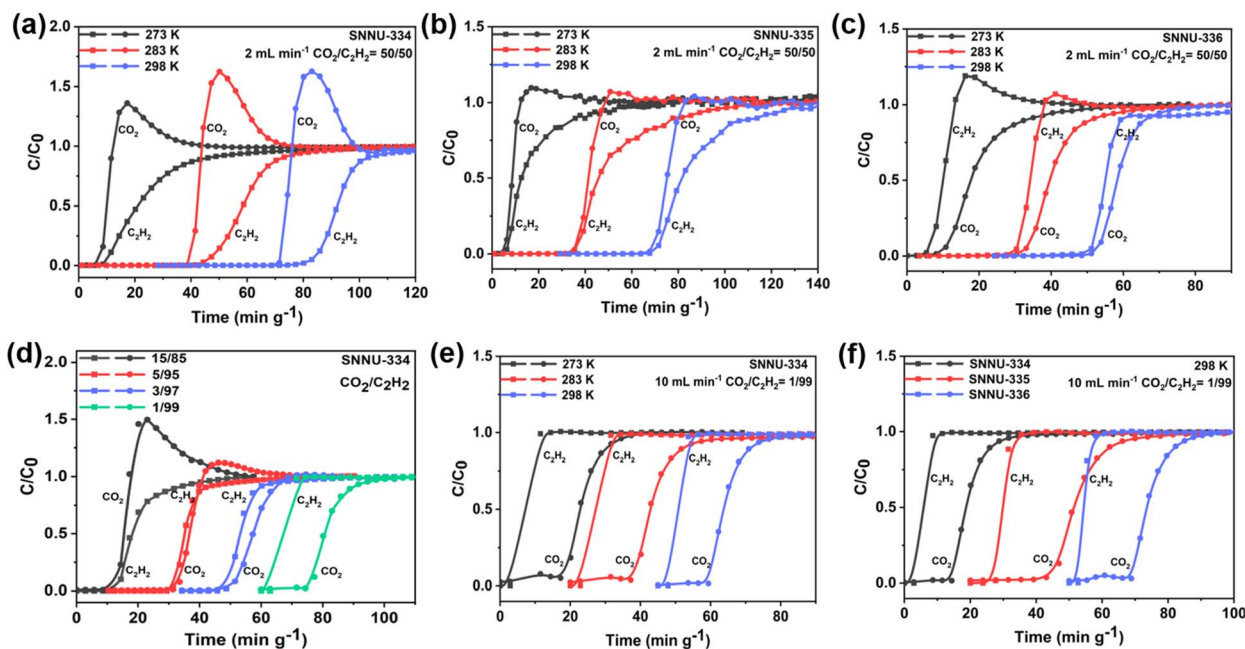 (a)
SNNU-334
2 mL min⁻¹ CO₂/C₂H₂= 50/50
273 K
283 K
298 K
CO₂
CO₂
CO₂
C₂H₂
C₂H₂
C₂H₂
C/C₀
2.0
1.5
1.0
0.5
0.0
0 20 40 60 80 100 120
Time (min g⁻¹)
(b)
SNNU-335
2 mL min⁻¹ CO₂/C₂H₂= 50/50
273 K
283 K
298 K
CO₂
CO₂
CO₂
C₂H₂
C₂H₂
C₂H₂
C/C₀
1.5
1.0
0.5
0.0
0 20 40 60 80 100 120 140
Time (min g⁻¹)
(c)
SNNU-336
2 mL min⁻¹ CO₂/C₂H₂= 50/50
273 K
283 K
298 K
C₂H₂
C₂H₂
C₂H₂
CO₂
CO₂
CO₂
C/C₀
1.5
1.0
0.5
0.0
0 20 40 60 80
Time (min g⁻¹)
(d)
SNNU-334
CO₂/C₂H₂
15/85
5/95
3/97
1/99
CO₂
C₂H₂
C₂H₂
C₂H₂
C₂H₂
CO₂
CO₂
CO₂
C/C₀
2.0
1.5
1.0
0.5
0.0
0 20 40 60 80 100
Time (min g⁻¹)
(e)
SNNU-334
10 mL min⁻¹ CO₂/C₂H₂= 1/99
273 K
283 K
298 K
C₂H₂
C₂H₂
C₂H₂
CO₂
CO₂
CO₂
C/C₀
1.5
1.0
0.5
0.0
0 20 40 60 80
Time (min g⁻¹)
(f)
298 K
10 mL min⁻¹ CO₂/C₂H₂= 1/99
SNNU-334
SNNU-335
SNNU-336
C₂H₂
C₂H₂
C₂H₂
CO₂
CO₂
CO₂
C/C₀
1.5
1.0
0.5
0.0
0 20 40 60 80 100
Time (min g⁻¹)